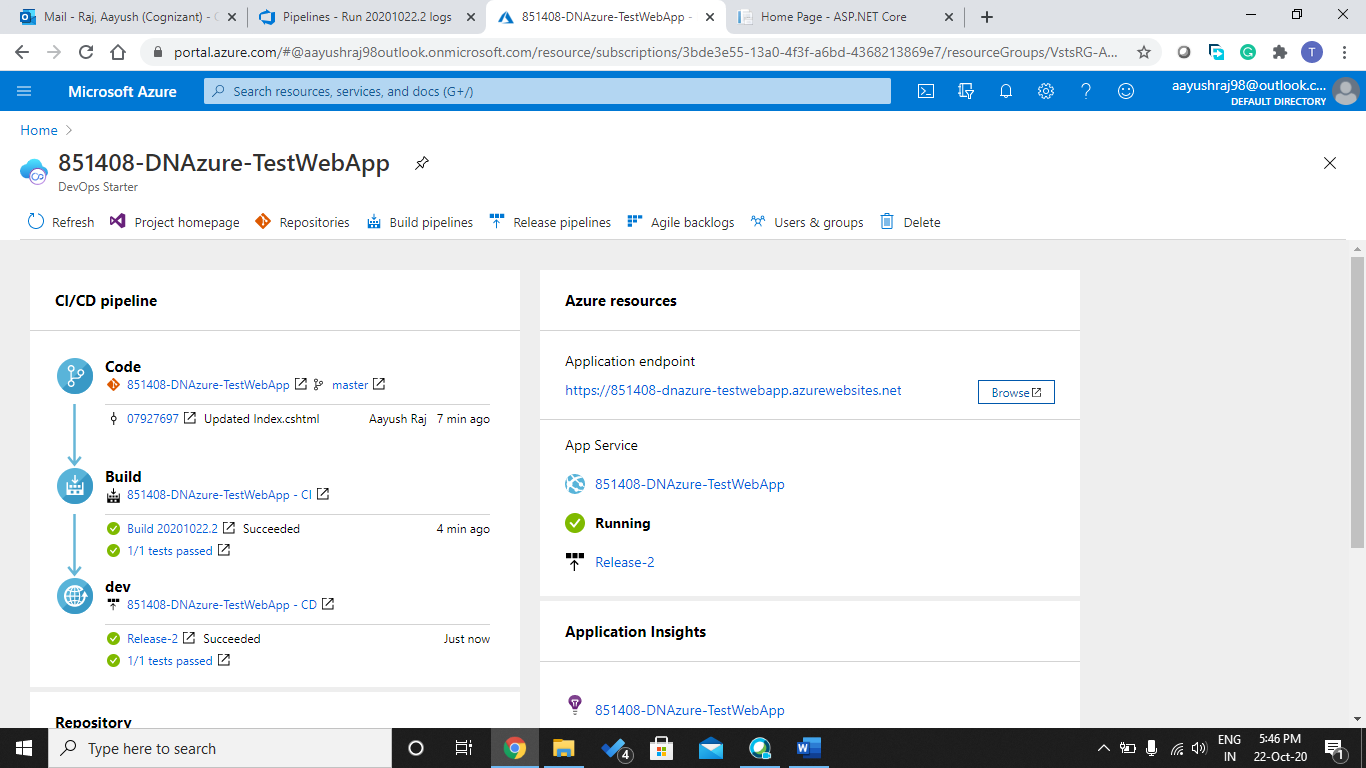 Mail - Raj, Aayush (Cognizant) -
Pipelines - Run 20201022.2 logs
851408-DNAzure-TestWebApp -
Home Page - ASP.NET Core
portal.azure.com/#@aayushraj98outlook.onmicrosoft.com/resource/subscriptions/3bde3e55-13a0-4f3f-a6bd-4368213869e7/resourceGroups/VstsRG-A...
T
Microsoft Azure
Search resources, services, and docs (G+/)
aayushraj98@outlook.c...
DEFAULT DIRECTORY
Home
851408-DNAzure-TestWebApp
DevOps Starter
Refresh Project homepage Repositories Build pipelines Release pipelines Agile backlogs Users & groups Delete
CI/CD pipeline
Code
851408-DNAzure-TestWebApp master
07927697 Updated Index.cshtml Aayush Raj 7 min ago
Build
851408-DNAzure-TestWebApp - CI
Build 20201022.2 Succeeded 4 min ago
1/1 tests passed
dev
851408-DNAzure-TestWebApp - CD
Release-2 Succeeded Just now
1/1 tests passed
Repository
Azure resources
Application endpoint
https://851408-dnazure-testwebapp.azurewebsites.net Browse
App Service
851408-DNAzure-TestWebApp
Running
Release-2
Application Insights
851408-DNAzure-TestWebApp
Type here to search
4
W
ENG
IN
5:46 PM
22-Oct-20
1